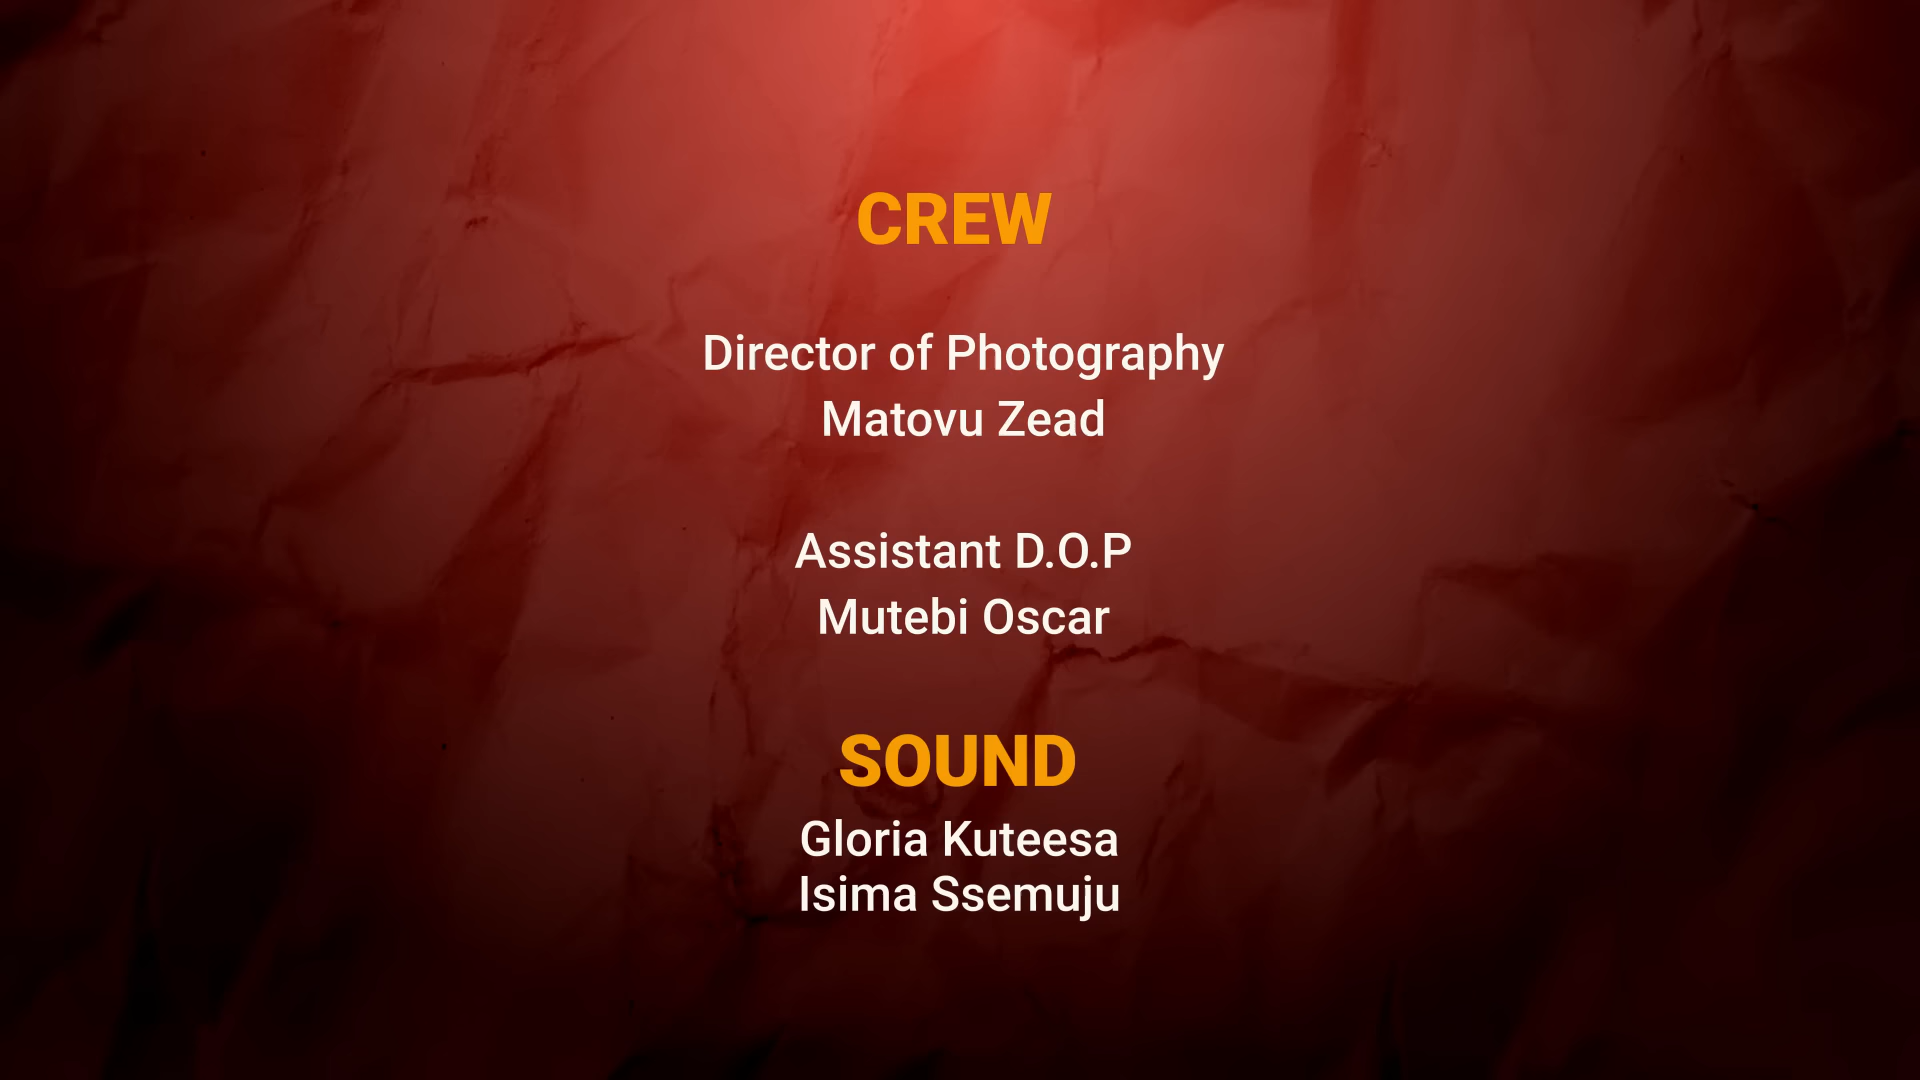 CREW
Director of Photography
Matovu Zead
Assistant D.O.P
Mutebi Oscar
SOUND
Gloria Kuteesa
Isima Ssemuju